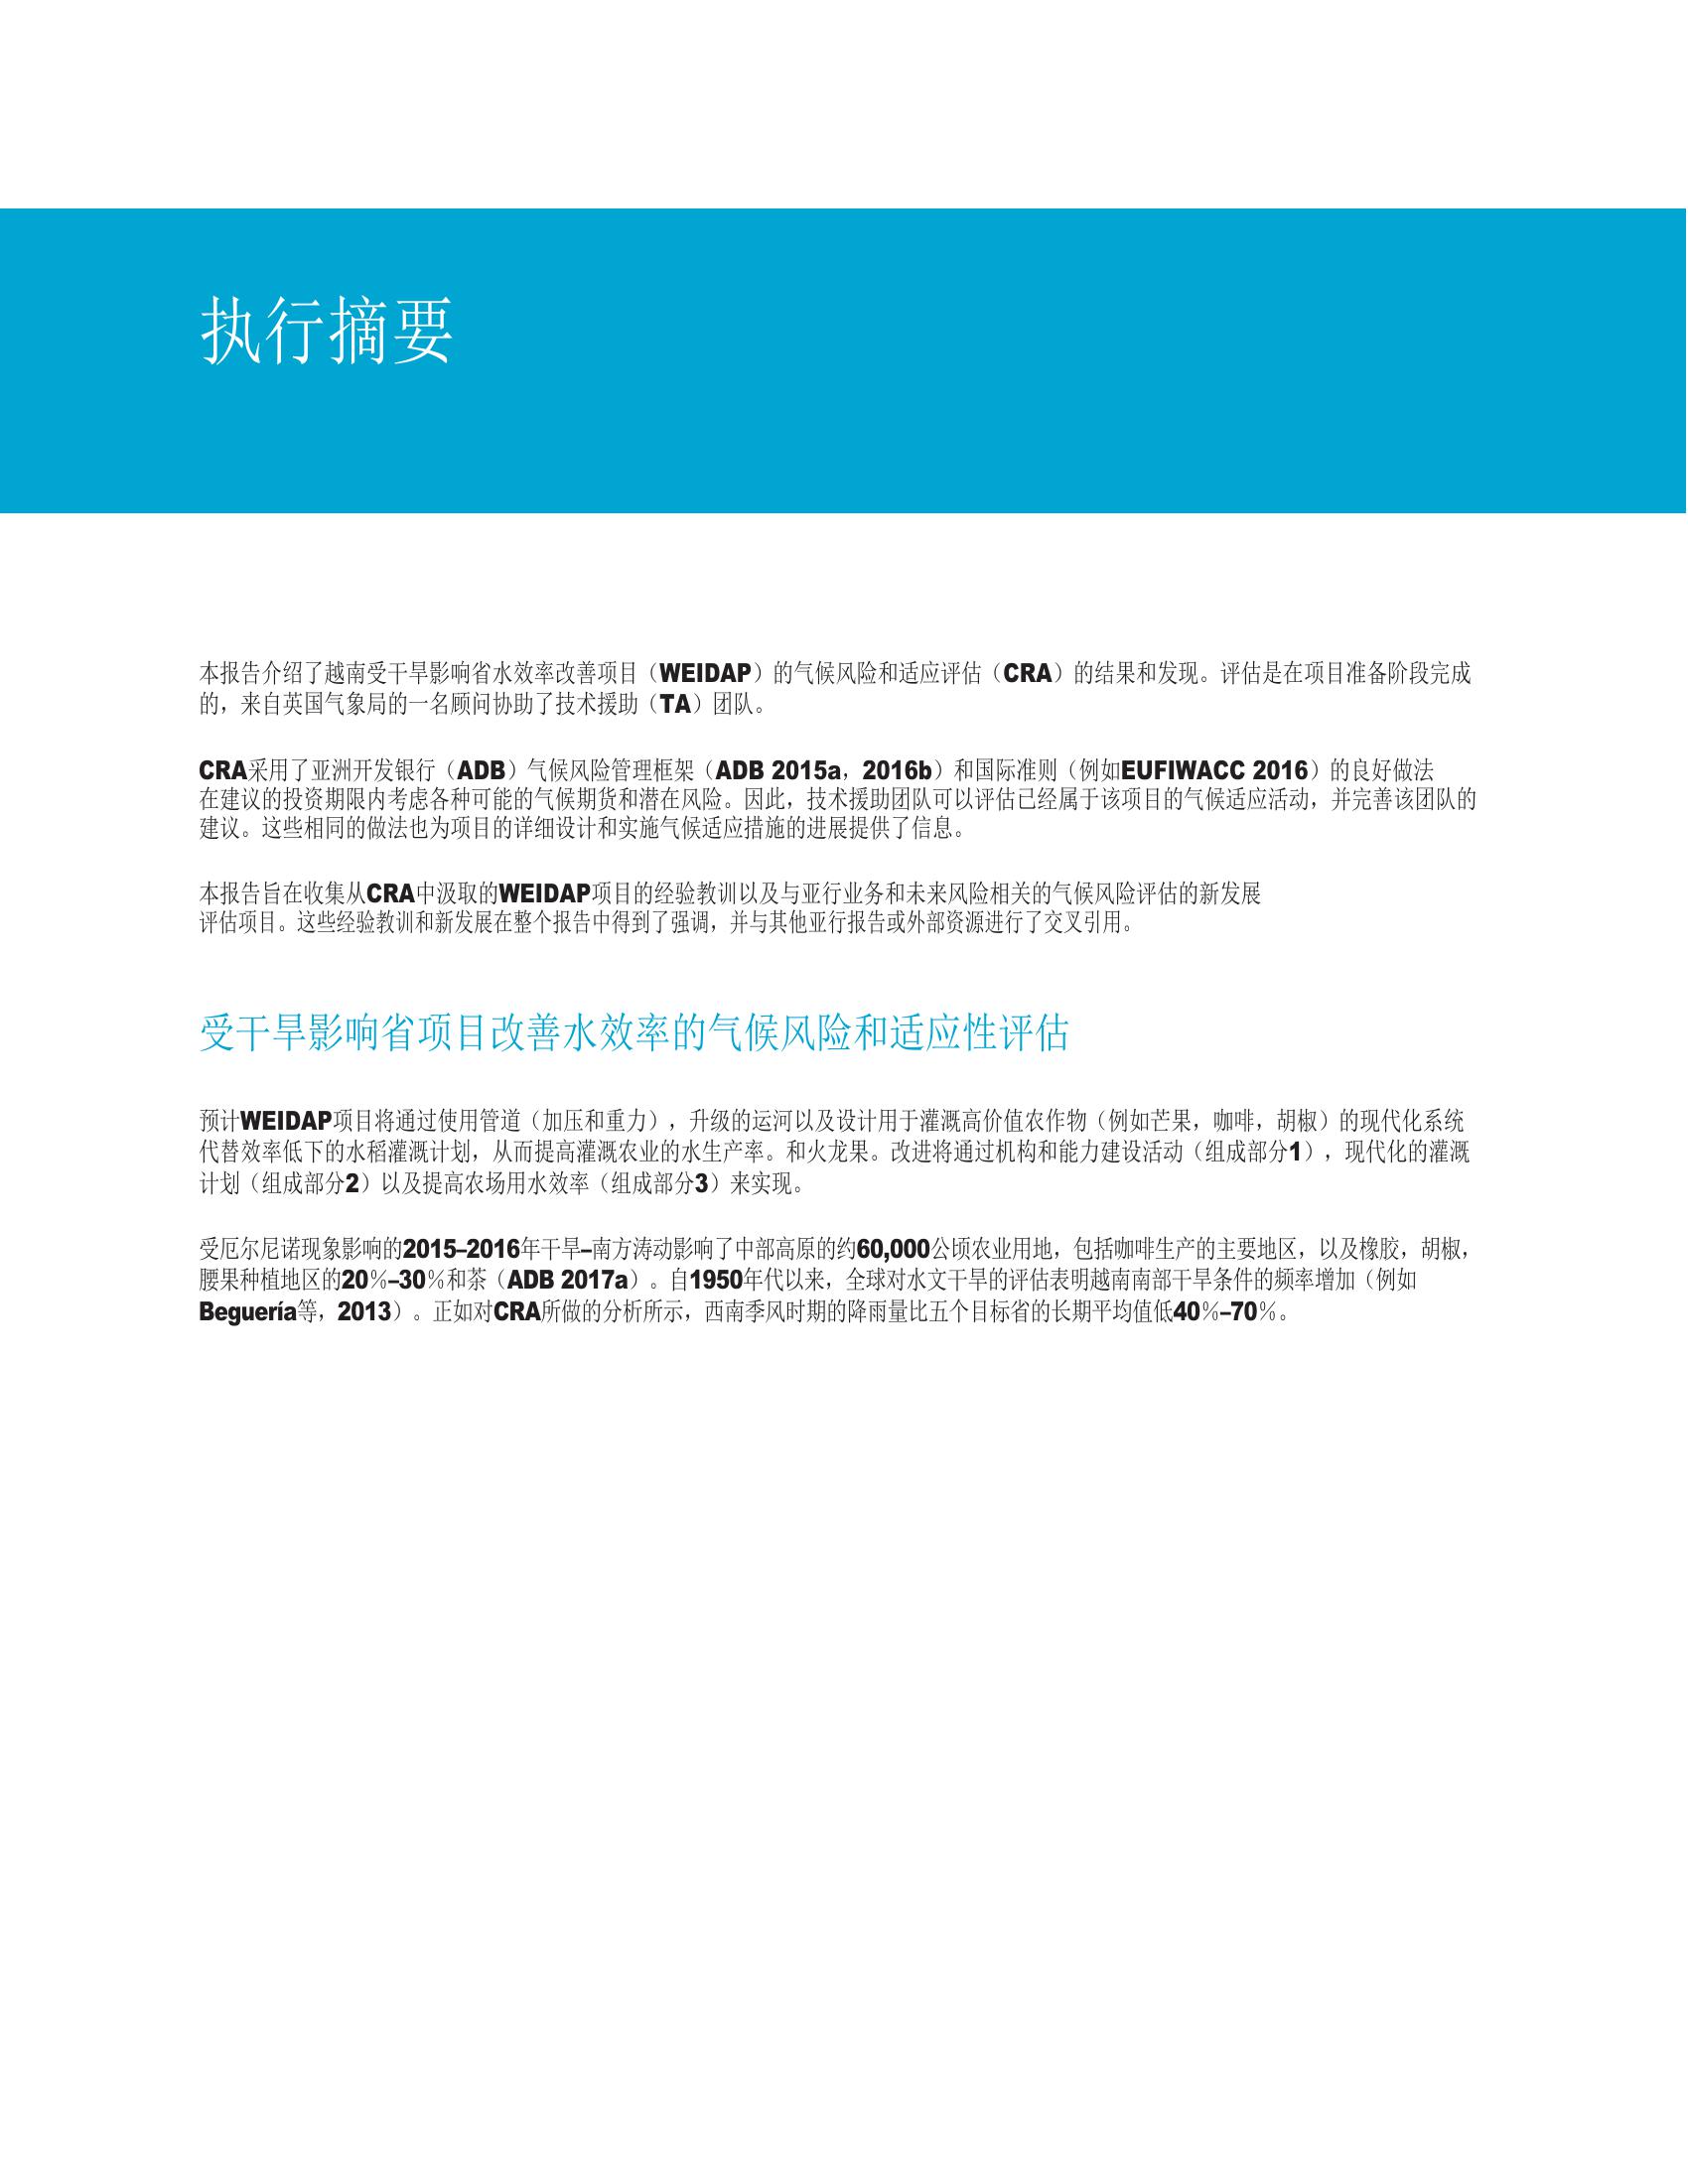 执行摘要
本报告介绍了越南受干旱影响省水效率改善项目（WEIDAP）的气候风险和适应评估（CRA）的结果和发现。评估是在项目准备阶段完成
的，来自英国气象局的一名顾问协助了技术援助（TA）团队。
CRA采用了亚洲开发银行（ADB）气候风险管理框架（ADB 2015a，2016b）和国际准则（例如EUFIWACC 2016）的良好做法
在建议的投资期限内考虑各种可能的气候期货和潜在风险。因此，技术援助团队可以评估已经属于该项目的气候适应活动，并完善该团队的
建议。这些相同的做法也为项目的详细设计和实施气候适应措施的进展提供了信息。
本报告旨在收集从CRA中汲取的WEIDAP项目的经验教训以及与亚行业务和未来风险相关的气候风险评估的新发展
评估项目。这些经验教训和新发展在整个报告中得到了强调，并与其他亚行报告或外部资源进行了交叉引用。
受干旱影响省项目改善水效率的气候风险和适应性评估
预计WEIDAP项目将通过使用管道（加压和重力），升级的运河以及设计用于灌溉高价值农作物（例如芒果，咖啡，胡椒）的现代化系统
代替效率低下的水稻灌溉计划，从而提高灌溉农业的水生产率。和火龙果。改进将通过机构和能力建设活动（组成部分1），现代化的灌溉
计划（组成部分2）以及提高农场用水效率（组成部分3）来实现。
受厄尔尼诺现象影响的2015–2016年干旱–南方涛动影响了中部高原的约60,000公顷农业用地，包括咖啡生产的主要地区，以及橡胶，胡椒，
腰果种植地区的20％–30％和茶（ADB 2017a）。自1950年代以来，全球对水文干旱的评估表明越南南部干旱条件的频率增加（例如
Beguería等，2013）。正如对CRA所做的分析所示，西南季风时期的降雨量比五个目标省的长期平均值低40％–70％。